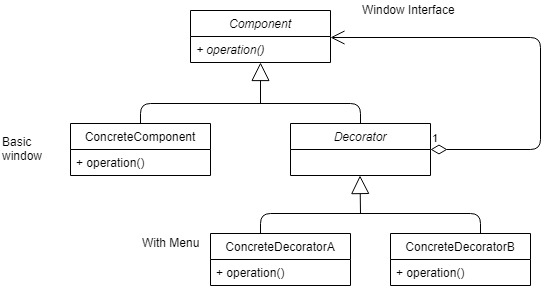 Window Interface
Component
+ operation()
Basic
window
ConcreteComponent
+ operation()
Decorator
1
With Menu
ConcreteDecoratorA
+ operation()
ConcreteDecoratorB
+ operation()